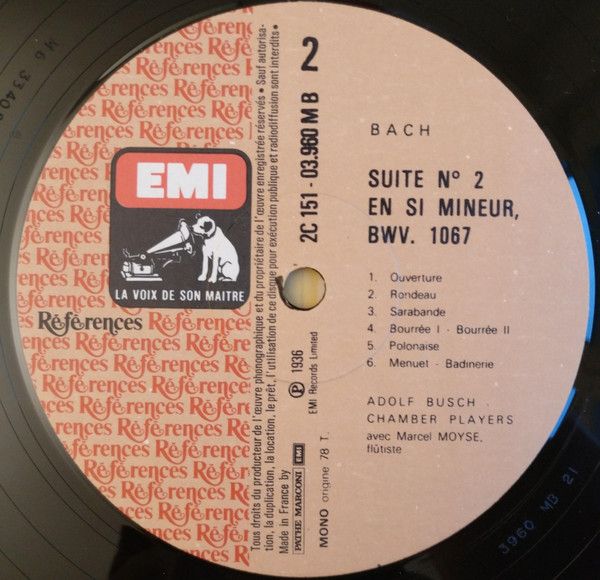 Références
EMI
LA VOIX DE SON MAITRE
Références
Tous droits du producteur de l'œuvre phonographique et du propriétaire de l'œuvre enregistrée réservés • Sauf autorisa-
tion, la duplication, la location, le prêt, l'utilisation de ce disque pour exécution publique et radiodiffusion sont interdits •
Made in France by
PATHE MARCONI EMI
MONO origine 78 T.
Ⓟ 1936
EMI Records Limited
2C 151 - 03.960 M B
2
BACH
SUITE N° 2
EN SI MINEUR,
BWV. 1067
1. Ouverture
2. Rondeau
3. Sarabande
4. Bourrée I - Bourrée II
5. Polonaise
6. Menuet - Badinerie
ADOLF BUSCH
CHAMBER PLAYERS
avec Marcel MOYSE,
flûtiste
3960 MB 21